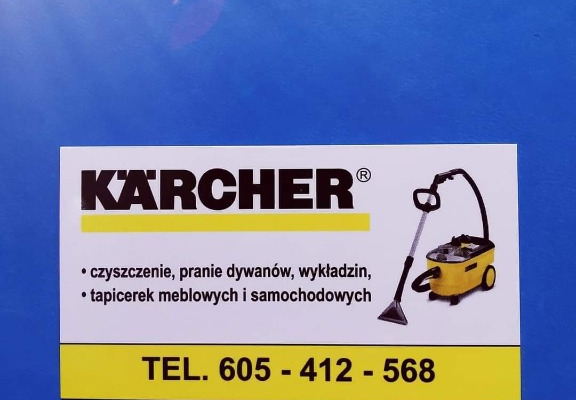 KÄRCHER®
• czyszczenie, pranie dywanów, wykładzin,
• tapicerek meblowych i samochodowych
TEL. 605 - 412 - 568